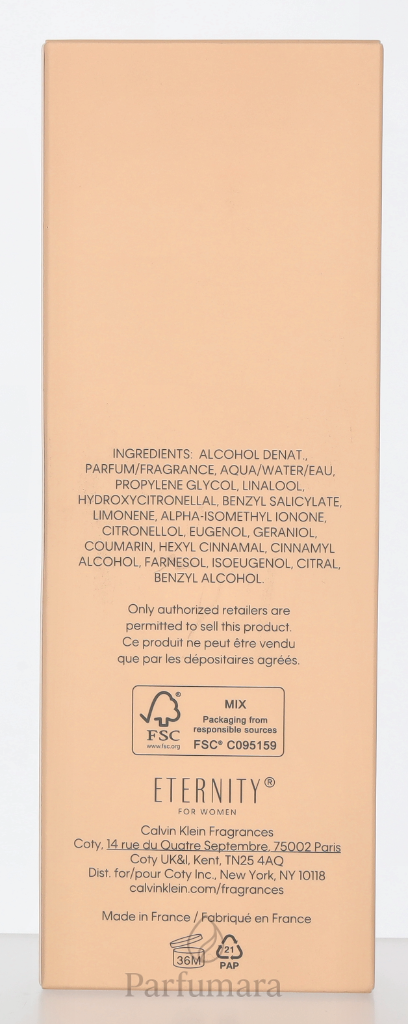 INGREDIENTS: ALCOHOL DENAT.,
PARFUM/FRAGRANCE, AQUA/WATER/EAU,
PROPYLENE GLYCOL, LINALOOL,
HYDROXYCITRONELLAL, BENZYL SALICYLATE,
LIMONENE, ALPHA-ISOMETHYL IONONE,
CITRONELLOL, EUGENOL, GERANIOL,
COUMARIN, HEXYL CINNAMAL, CINNAMYL
ALCOHOL, FARNESOL, ISOEUGENOL, CITRAL,
BENZYL ALCOHOL.
Only authorized retailers are
permitted to sell this product.
Ce produit ne peut être vendu
que par les dépositaires agréés.
FSC
www.fsc.org
MIX
Packaging from
responsible sources
FSC® C095159
ETERNITY®
FOR WOMEN
Calvin Klein Fragrances
Coty, 14 rue du Quatre Septembre, 75002 Paris
Coty UK&I, Kent, TN25 4AQ
Dist. for/pour Coty Inc., New York, NY 10118
calvinklein.com/fragrances
Made in France / Fabriqué en France
36M
21
PAP
Parfumara